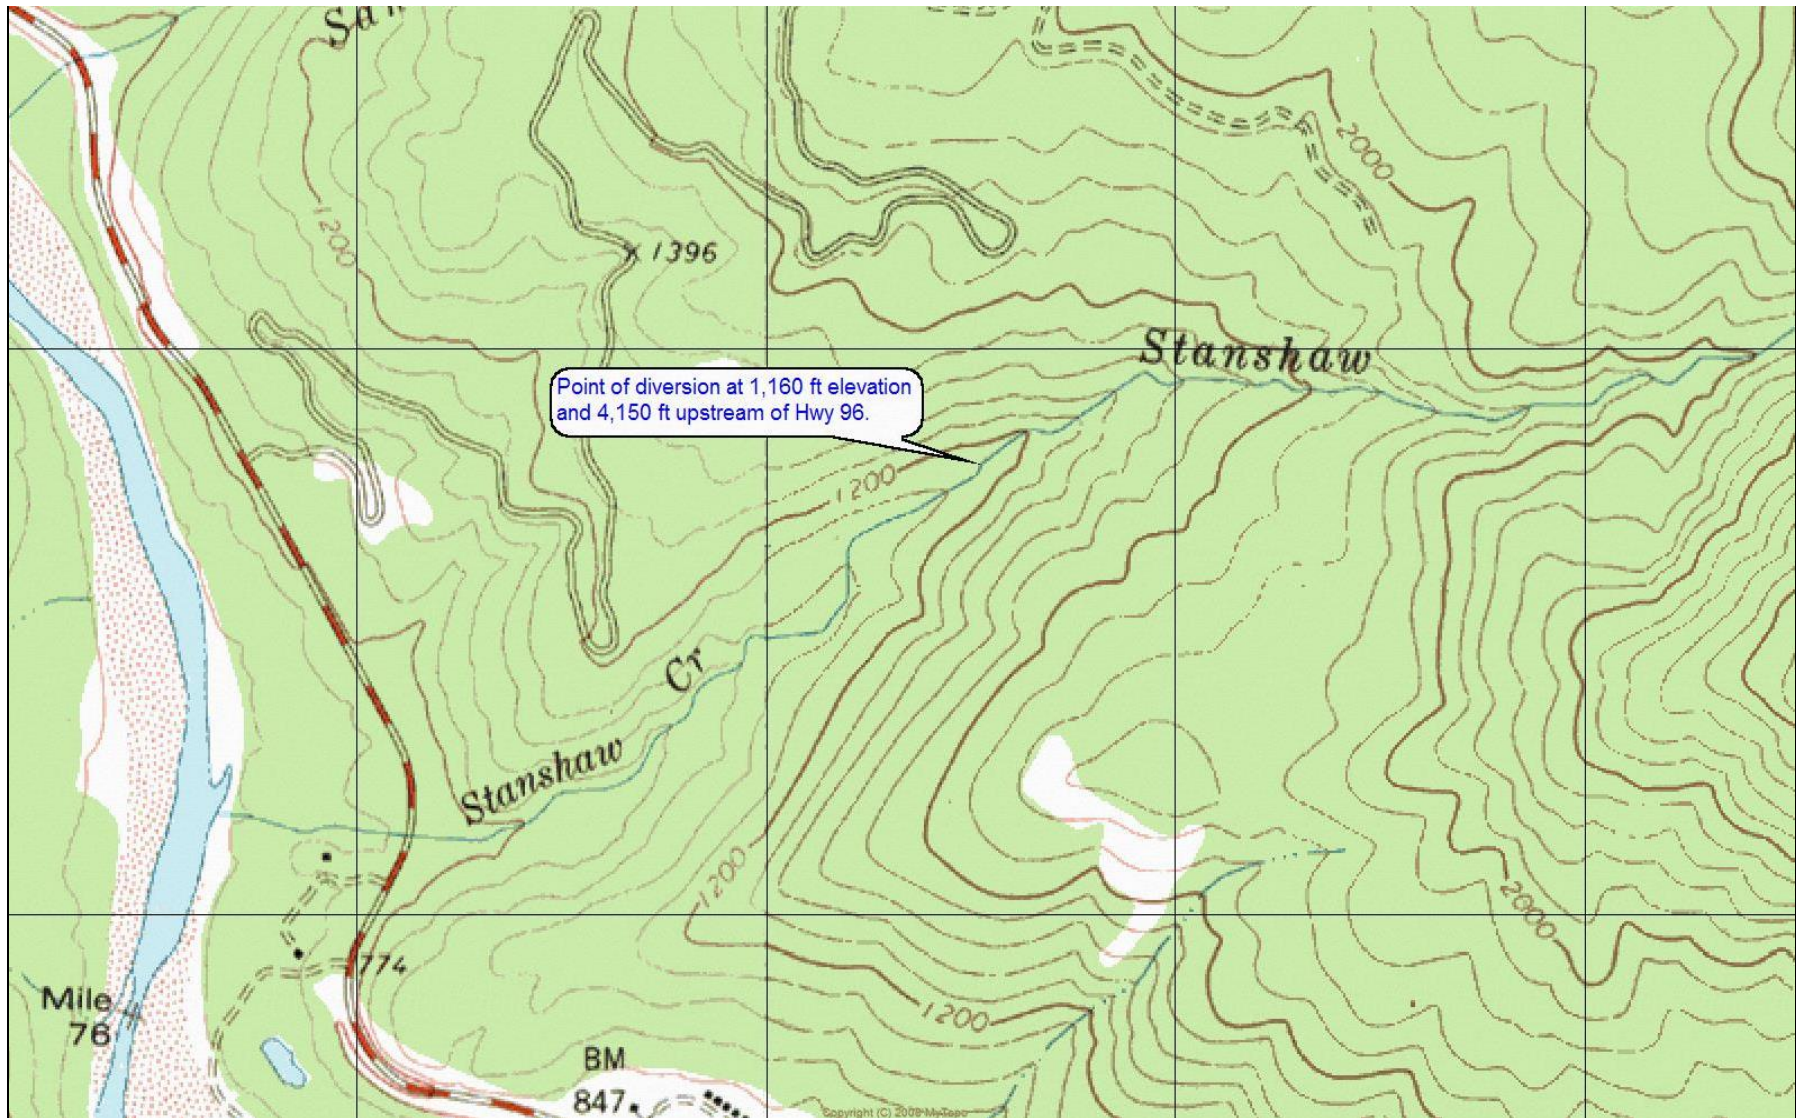 San
2000
1200
1396
Stanshaw
Point of diversion at 1,160 ft elevation
and 4,150 ft upstream of Hwy 96.
1200
Cr
Stanshaw
1200
2000
774
Mile
76
1200
BM
847
Copyright (C) 2008 MyTopo